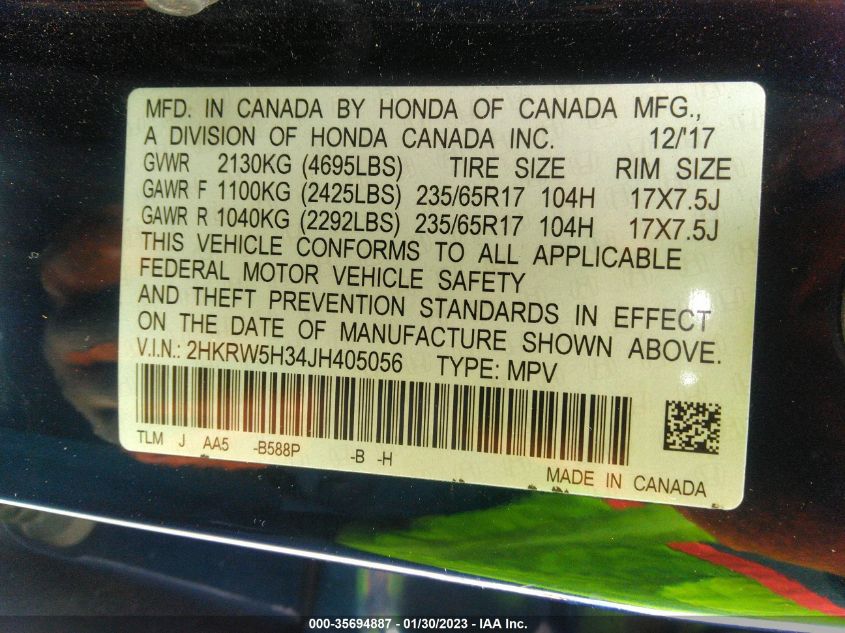 MFD. IN CANADA BY HONDA OF CANADA MFG.,
A DIVISION OF HONDA CANADA INC. 12/'17
GVWR 2130KG (4695LBS) TIRE SIZE RIM SIZE
GAWR F 1100KG (2425LBS) 235/65R17 104H 17X7.5J
GAWR R 1040KG (2292LBS) 235/65R17 104H 17X7.5J
THIS VEHICLE CONFORMS TO ALL APPLICABLE
FEDERAL MOTOR VEHICLE SAFETY
AND THEFT PREVENTION STANDARDS IN EFFECT
ON THE DATE OF MANUFACTURE SHOWN ABOVE.
V.I.N.: 2HKRW5H34JH405056 TYPE: MPV
TLM J AA5 -B588P -B -H
MADE IN CANADA
000-35694887 - 01/30/2023 - IAA Inc.